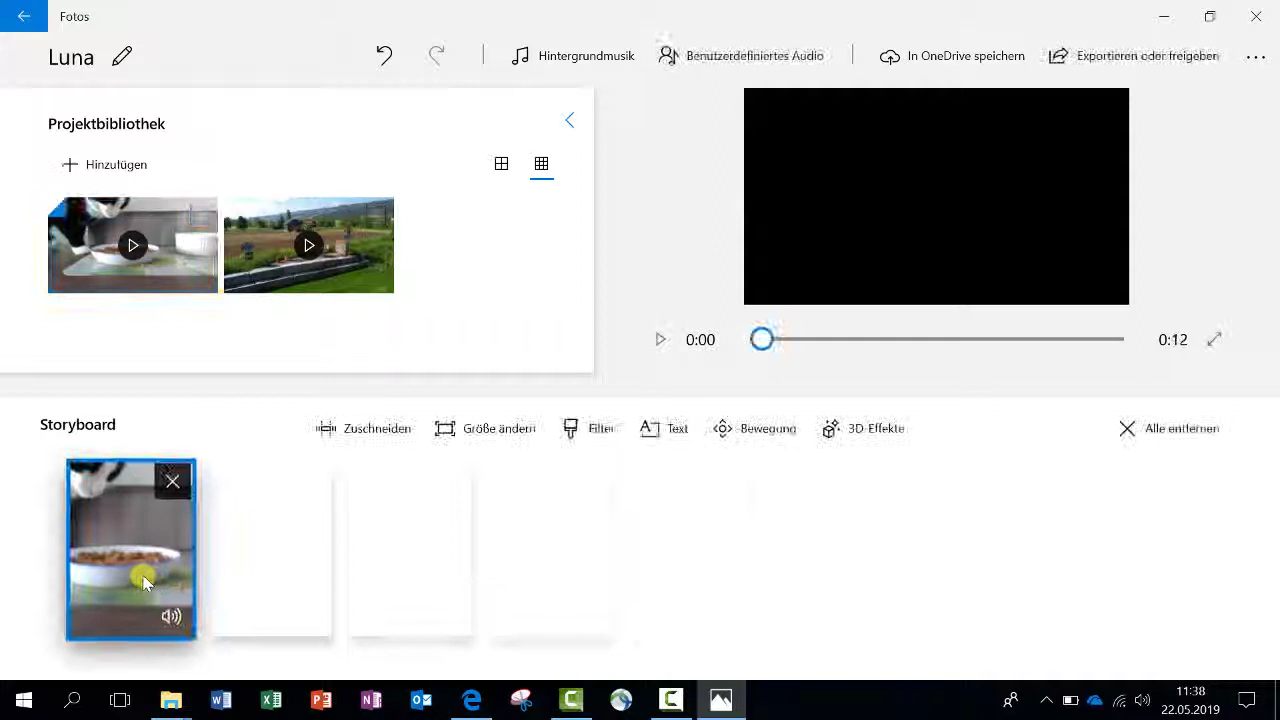 Fotos
Luna
Hintergrundmusik
Benutzerdefiniertes Audio
In OneDrive speichern
Exportieren oder freigeben
Projektbibliothek
Hinzufügen
0:00
0:12
Storyboard
Zuschneiden
Größe ändern
Filter
Text
Bewegung
3D-Effekte
Alle entfernen
11:38
22.05.2019